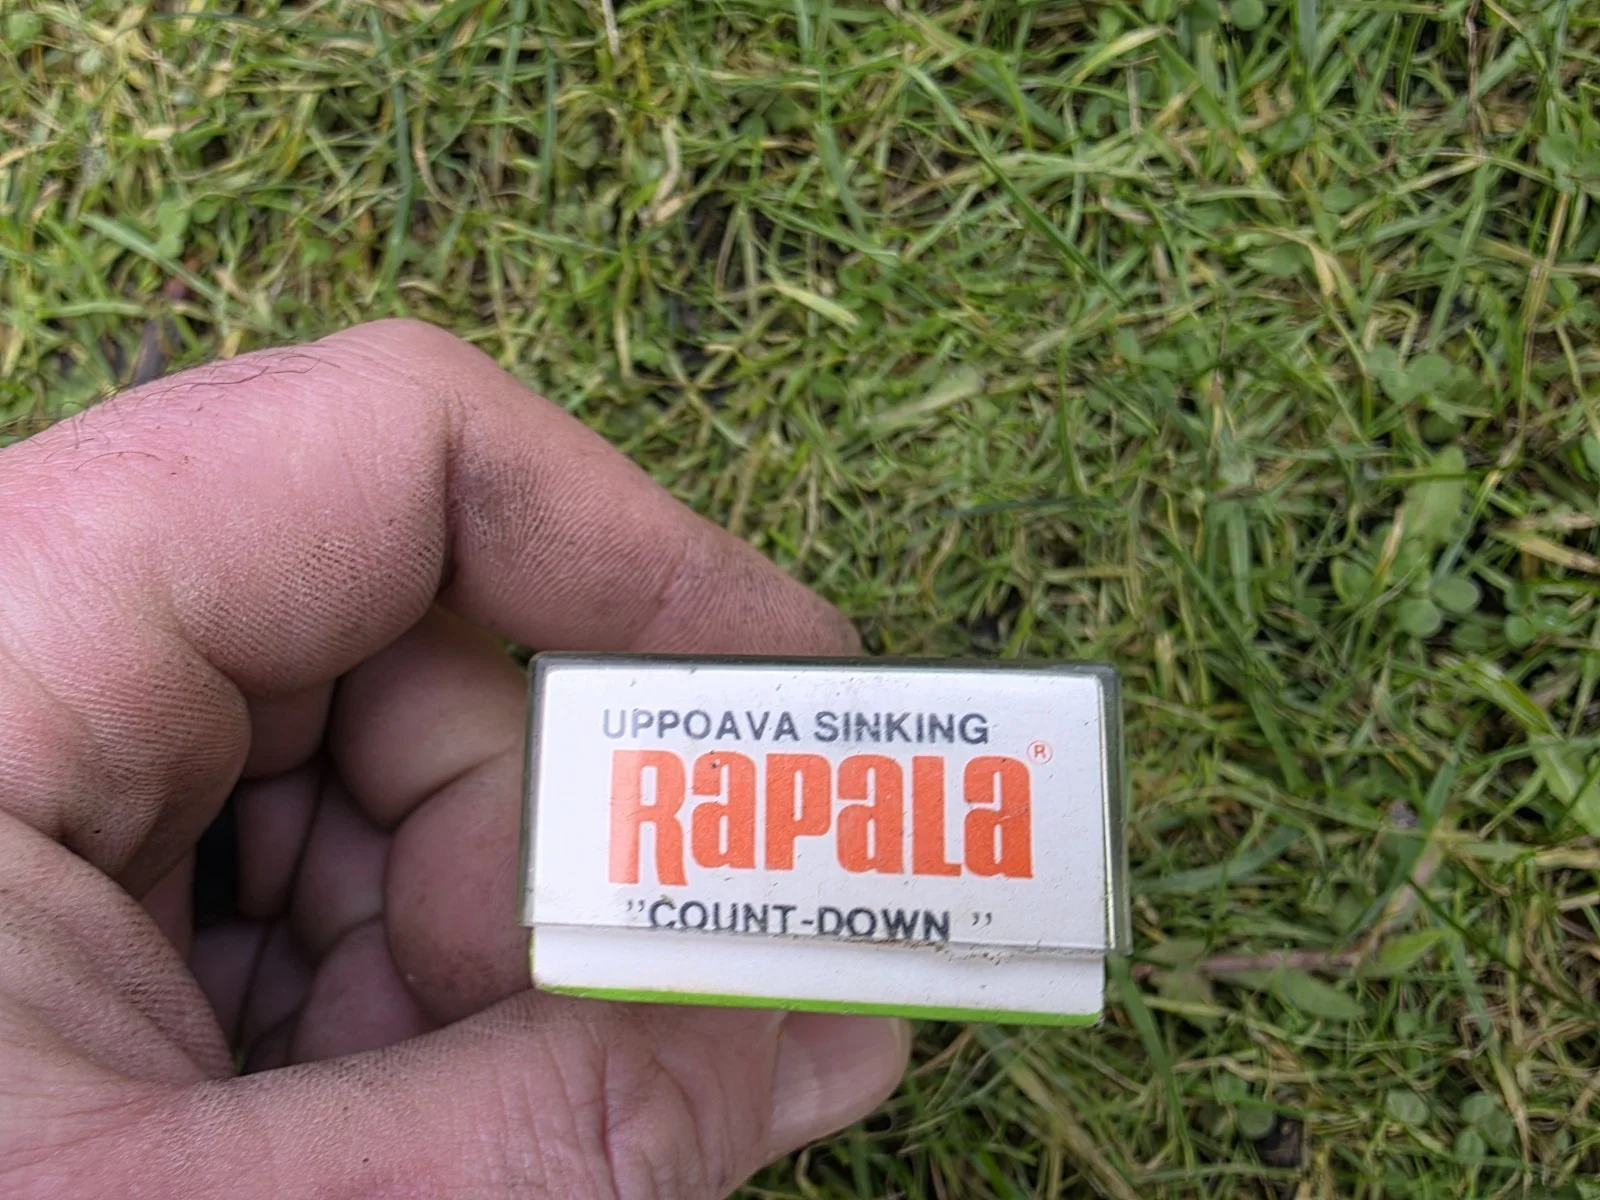 UPPOAVA SINKING
RAPALA®
”COUNT-DOWN ”